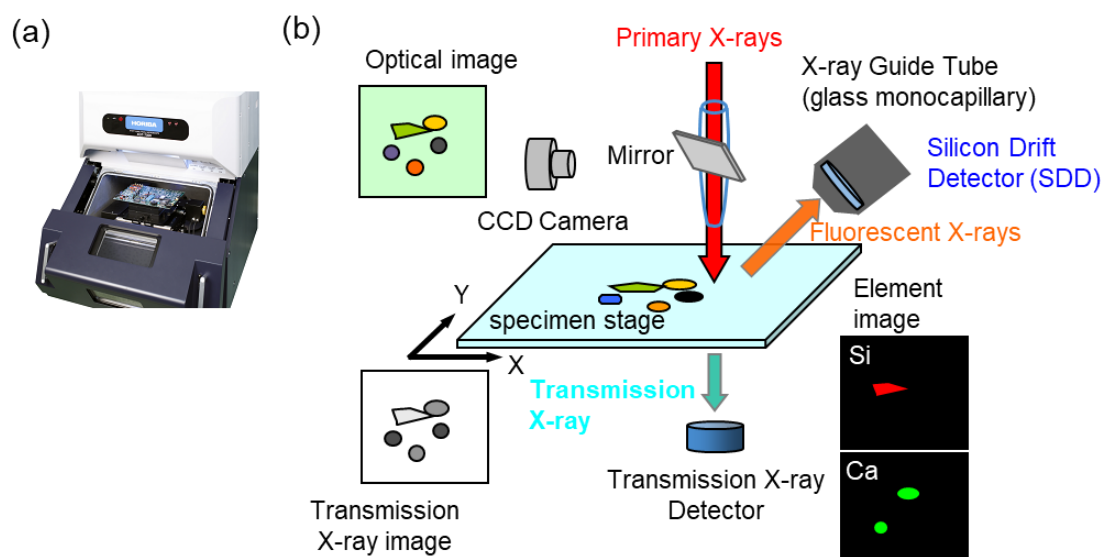 (a)
HORIBA
(b)
Primary X-rays
Optical image
X-ray Guide Tube
(glass monocapillary)
Mirror
Silicon Drift
Detector (SDD)
CCD Camera
Fluorescent X-rays
Y
specimen stage
X
Element
image
Si
Transmission
X-ray
Ca
Transmission X-ray
Detector
Transmission
X-ray image